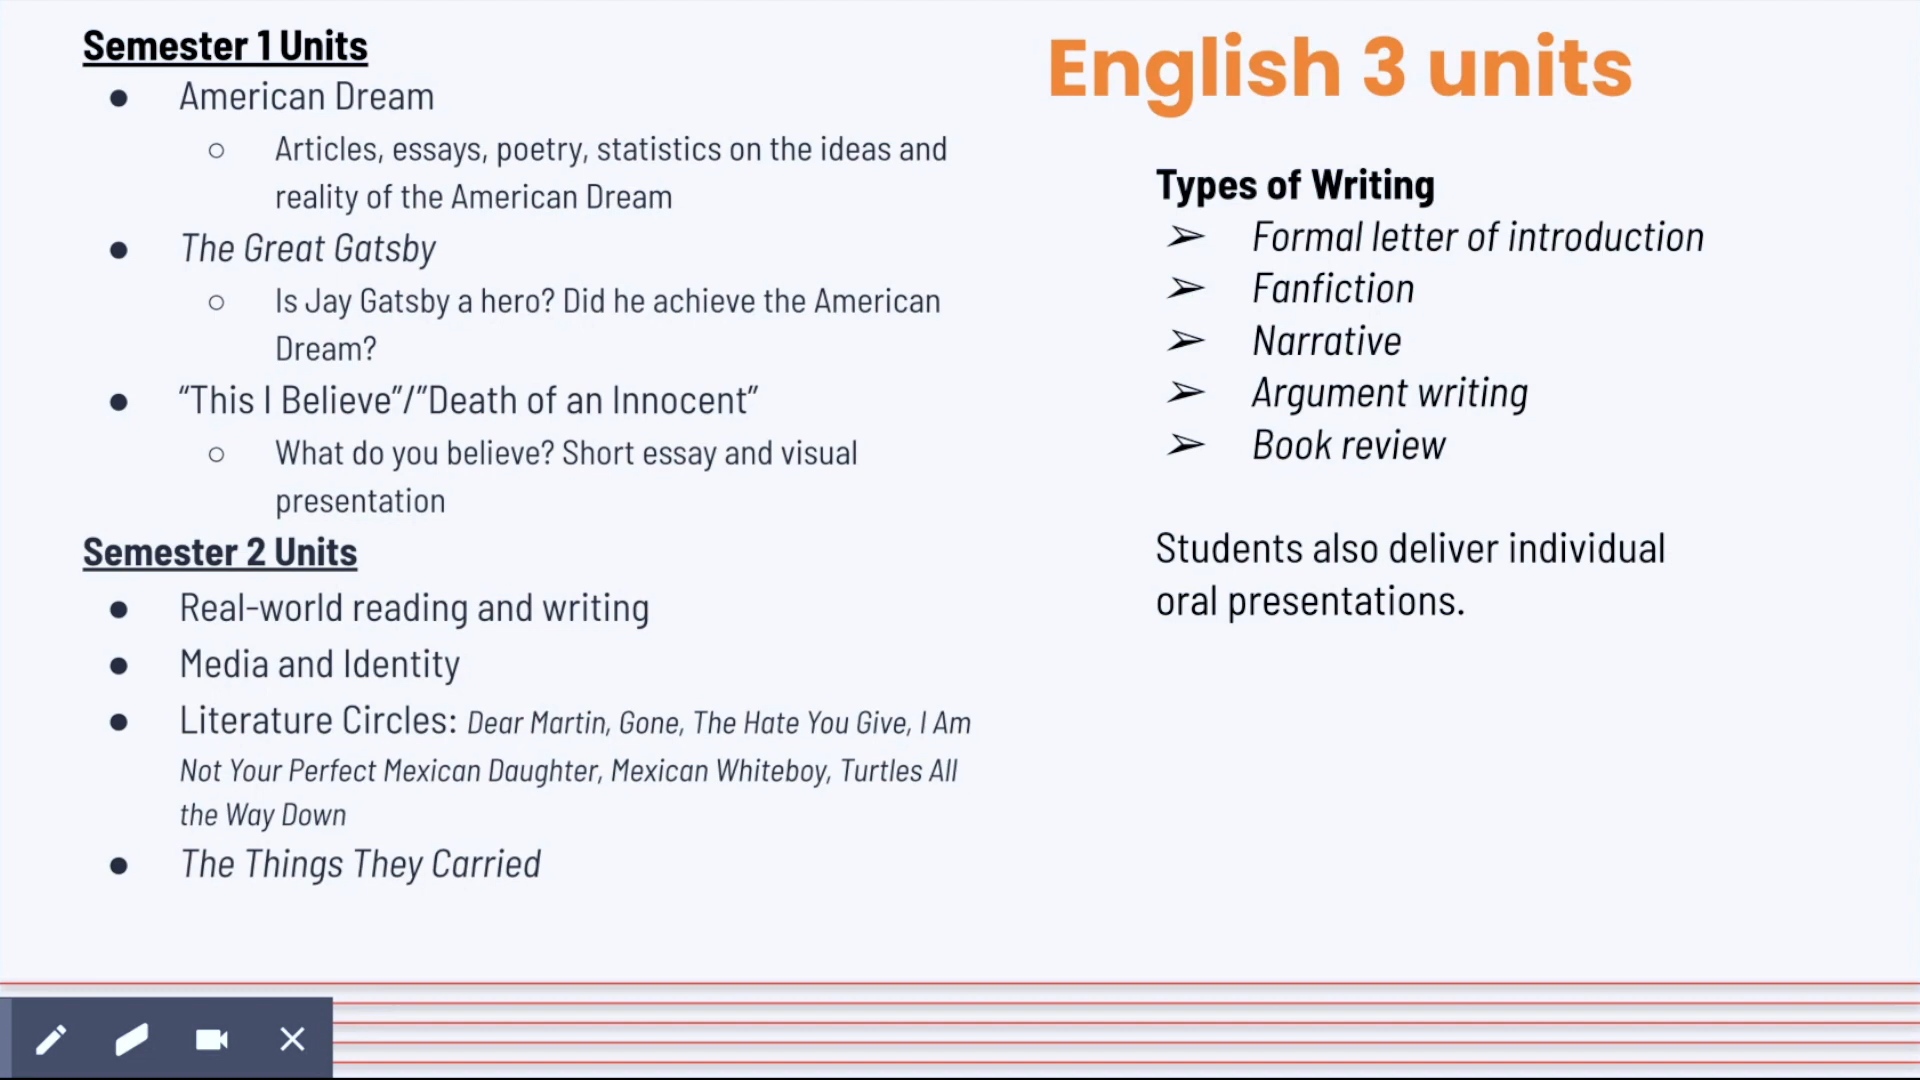 Semester 1 Units
● American Dream
○ Articles, essays, poetry, statistics on the ideas and
reality of the American Dream
● The Great Gatsby
○ Is Jay Gatsby a hero? Did he achieve the American
Dream?
● “This I Believe”/”Death of an Innocent”
○ What do you believe? Short essay and visual
presentation
Semester 2 Units
● Real-world reading and writing
● Media and Identity
● Literature Circles: Dear Martin, Gone, The Hate You Give, I Am
Not Your Perfect Mexican Daughter, Mexican Whiteboy, Turtles All
the Way Down
● The Things They Carried
English 3 units
Types of Writing
➢ Formal letter of introduction
➢ Fanfiction
➢ Narrative
➢ Argument writing
➢ Book review
Students also deliver individual
oral presentations.